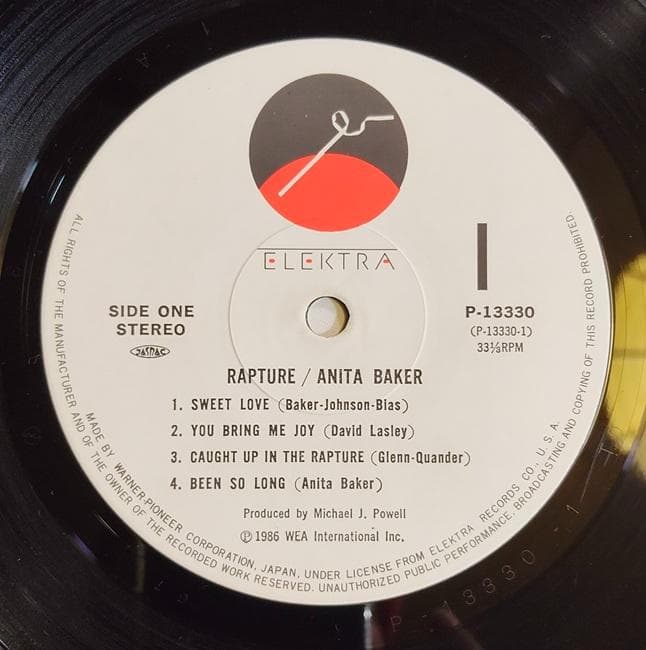 ELEKTRA
SIDE ONE
STEREO
JASRAC
P-13330
(P-13330-1)
33⅓RPM
RAPTURE / ANITA BAKER
1. SWEET LOVE (Baker-Johnson-Bias)
2. YOU BRING ME JOY (David Lasley)
3. CAUGHT UP IN THE RAPTURE (Glenn-Quander)
4. BEEN SO LONG (Anita Baker)
Produced by Michael J. Powell
℗ 1986 WEA International Inc.
MADE BY WARNER-PIONEER CORPORATION, JAPAN, UNDER LICENSE FROM ELEKTRA RECORDS CO., U.S.A.
ALL RIGHTS OF THE MANUFACTURER AND OF THE OWNER OF THE RECORDED WORK RESERVED. UNAUTHORIZED PUBLIC PERFORMANCE, BROADCASTING AND COPYING OF THIS RECORD PROHIBITED.
P-13330-1